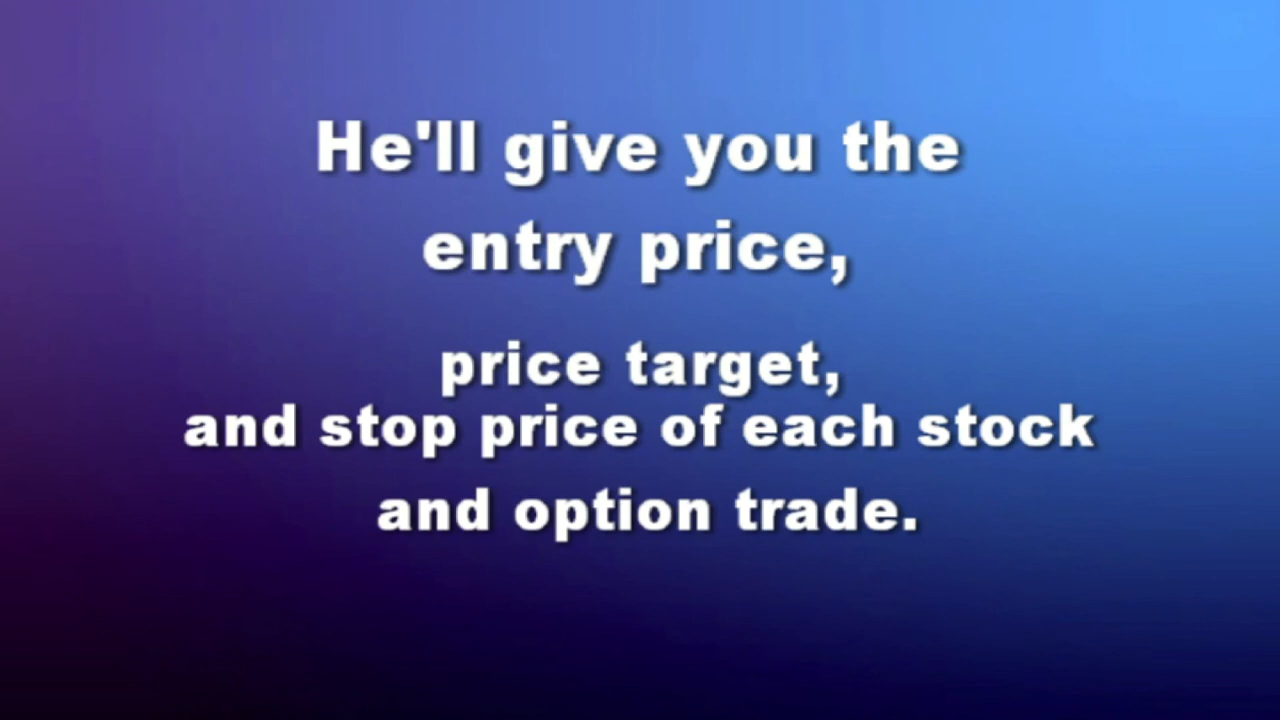 He'll give you the
entry price,
price target,
and stop price of each stock
and option trade.